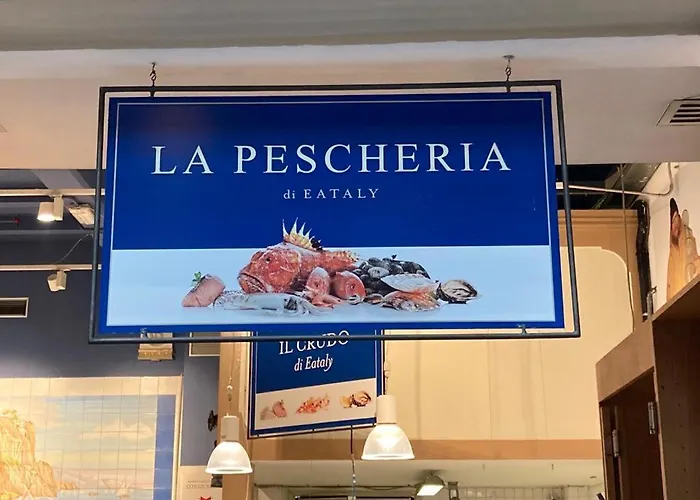 LA PESCHERIA
di EATALY
IL CRUDO
di Eataly